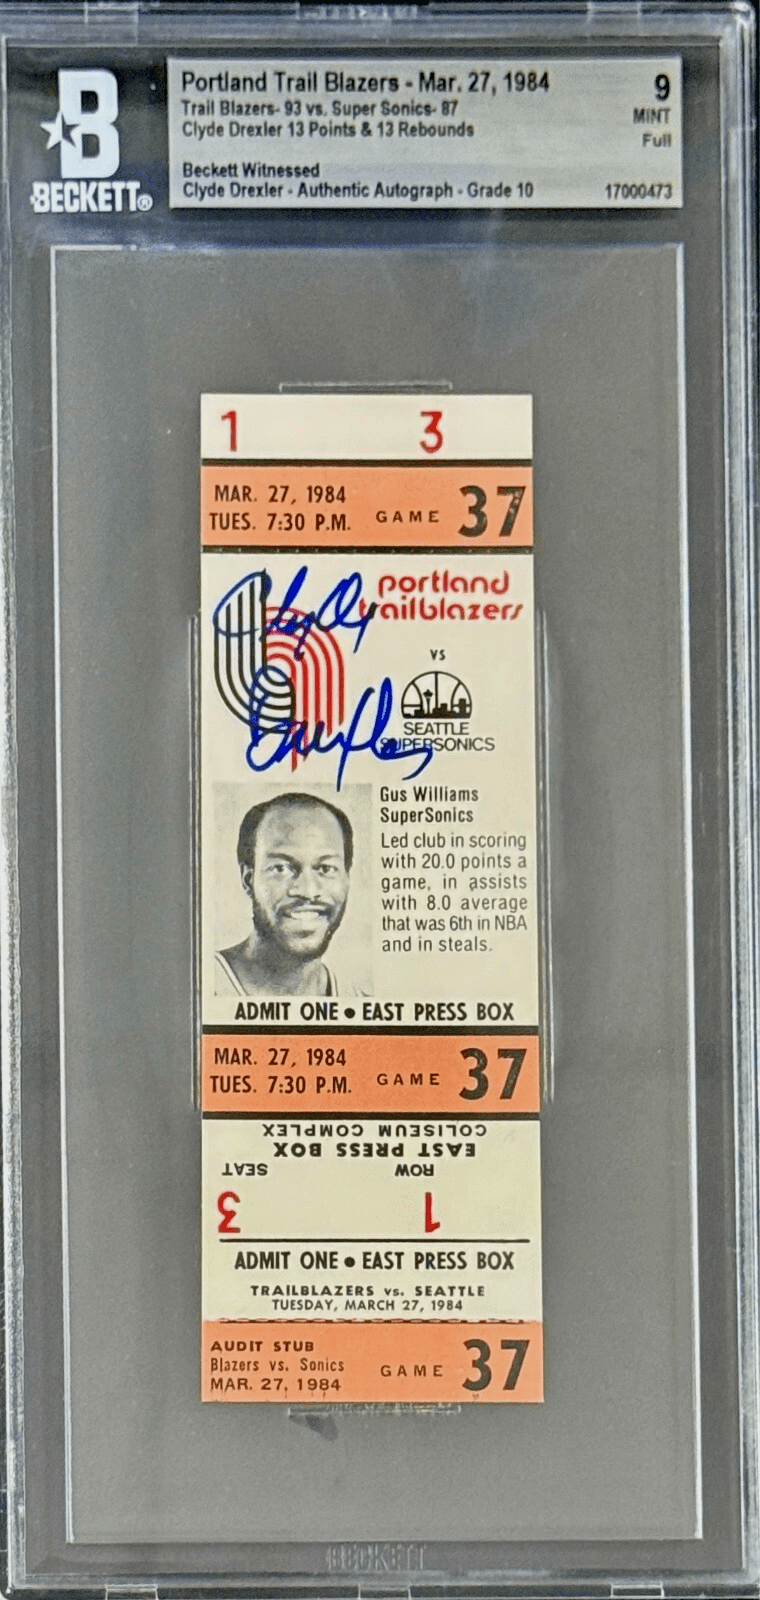 B
BECKETT®
Portland Trail Blazers - Mar. 27, 1984
Trail Blazers- 93 vs. Super Sonics- 87
Clyde Drexler 13 Points & 13 Rebounds
Beckett Witnessed
Clyde Drexler - Authentic Autograph - Grade 10
9
MINT
Full
17000473
1 3
MAR. 27, 1984
TUES. 7:30 P.M. GAME 37
portland
trailblazers
Clyde
Drexler
vs
SEATTLE
SUPERSONICS
Gus Williams
SuperSonics
Led club in scoring
with 20.0 points a
game, in assists
with 8.0 average
that was 6th in NBA
and in steals.
ADMIT ONE • EAST PRESS BOX
MAR. 27, 1984
TUES. 7:30 P.M. GAME 37
COLISEUM COMPLEX
EAST PRESS BOX
ROW SEAT
1 3
ADMIT ONE • EAST PRESS BOX
TRAILBLAZERS vs. SEATTLE
TUESDAY, MARCH 27, 1984
AUDIT STUB
Blazers vs. Sonics
MAR. 27, 1984
GAME 37
BECKETT